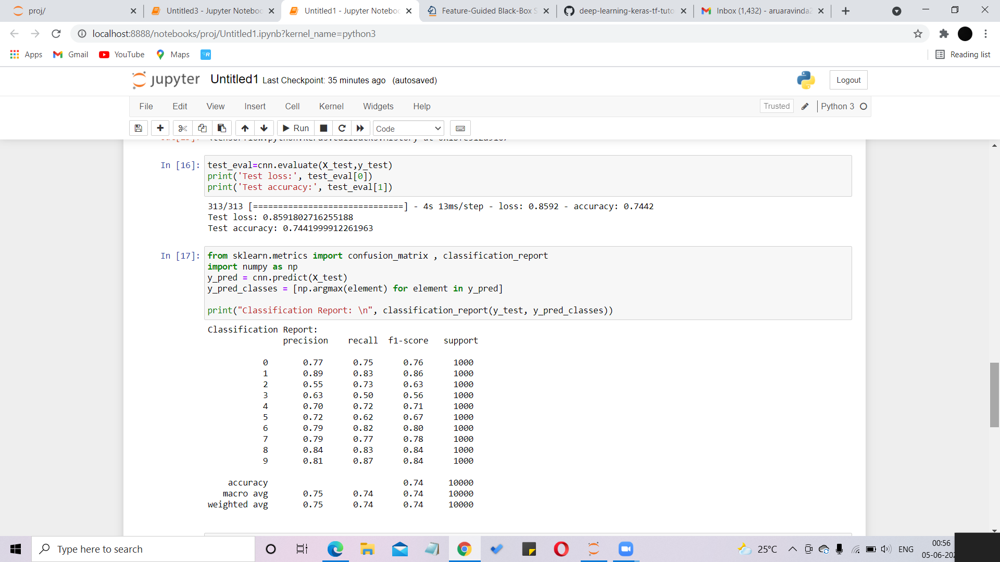 proj/
Untitled3 - Jupyter Noteboo
Untitled1 - Jupyter Noteboo
Feature-Guided Black-Box S
deep-learning-keras-tf-tuto
Inbox (1,432) - aruaravinda2
localhost:8888/notebooks/proj/Untitled1.ipynb?kernel_name=python3
Apps Gmail YouTube Maps Reading list
jupyter Untitled1 Last Checkpoint: 35 minutes ago (autosaved) Logout
File Edit View Insert Cell Kernel Widgets Help Trusted Python 3
Run Code
In [16]: test_eval=cnn.evaluate(X_test,y_test)
print('Test loss:', test_eval[0])
print('Test accuracy:', test_eval[1])
313/313 [==============================] - 4s 13ms/step - loss: 0.8592 - accuracy: 0.7442
Test loss: 0.8591802716255188
Test accuracy: 0.7441999912261963
In [17]: from sklearn.metrics import confusion_matrix , classification_report
import numpy as np
y_pred = cnn.predict(X_test)
y_pred_classes = [np.argmax(element) for element in y_pred]
print("Classification Report: \n", classification_report(y_test, y_pred_classes))
Classification Report:
precision recall f1-score support
0 0.77 0.75 0.76 1000
1 0.89 0.83 0.86 1000
2 0.55 0.73 0.63 1000
3 0.63 0.50 0.56 1000
4 0.70 0.72 0.71 1000
5 0.72 0.62 0.67 1000
6 0.79 0.82 0.80 1000
7 0.79 0.77 0.78 1000
8 0.84 0.83 0.84 1000
9 0.81 0.87 0.84 1000
accuracy 0.74 10000
macro avg 0.75 0.74 0.74 10000
weighted avg 0.75 0.74 0.74 10000
Type here to search
25°C ENG
00:56
05-06-202